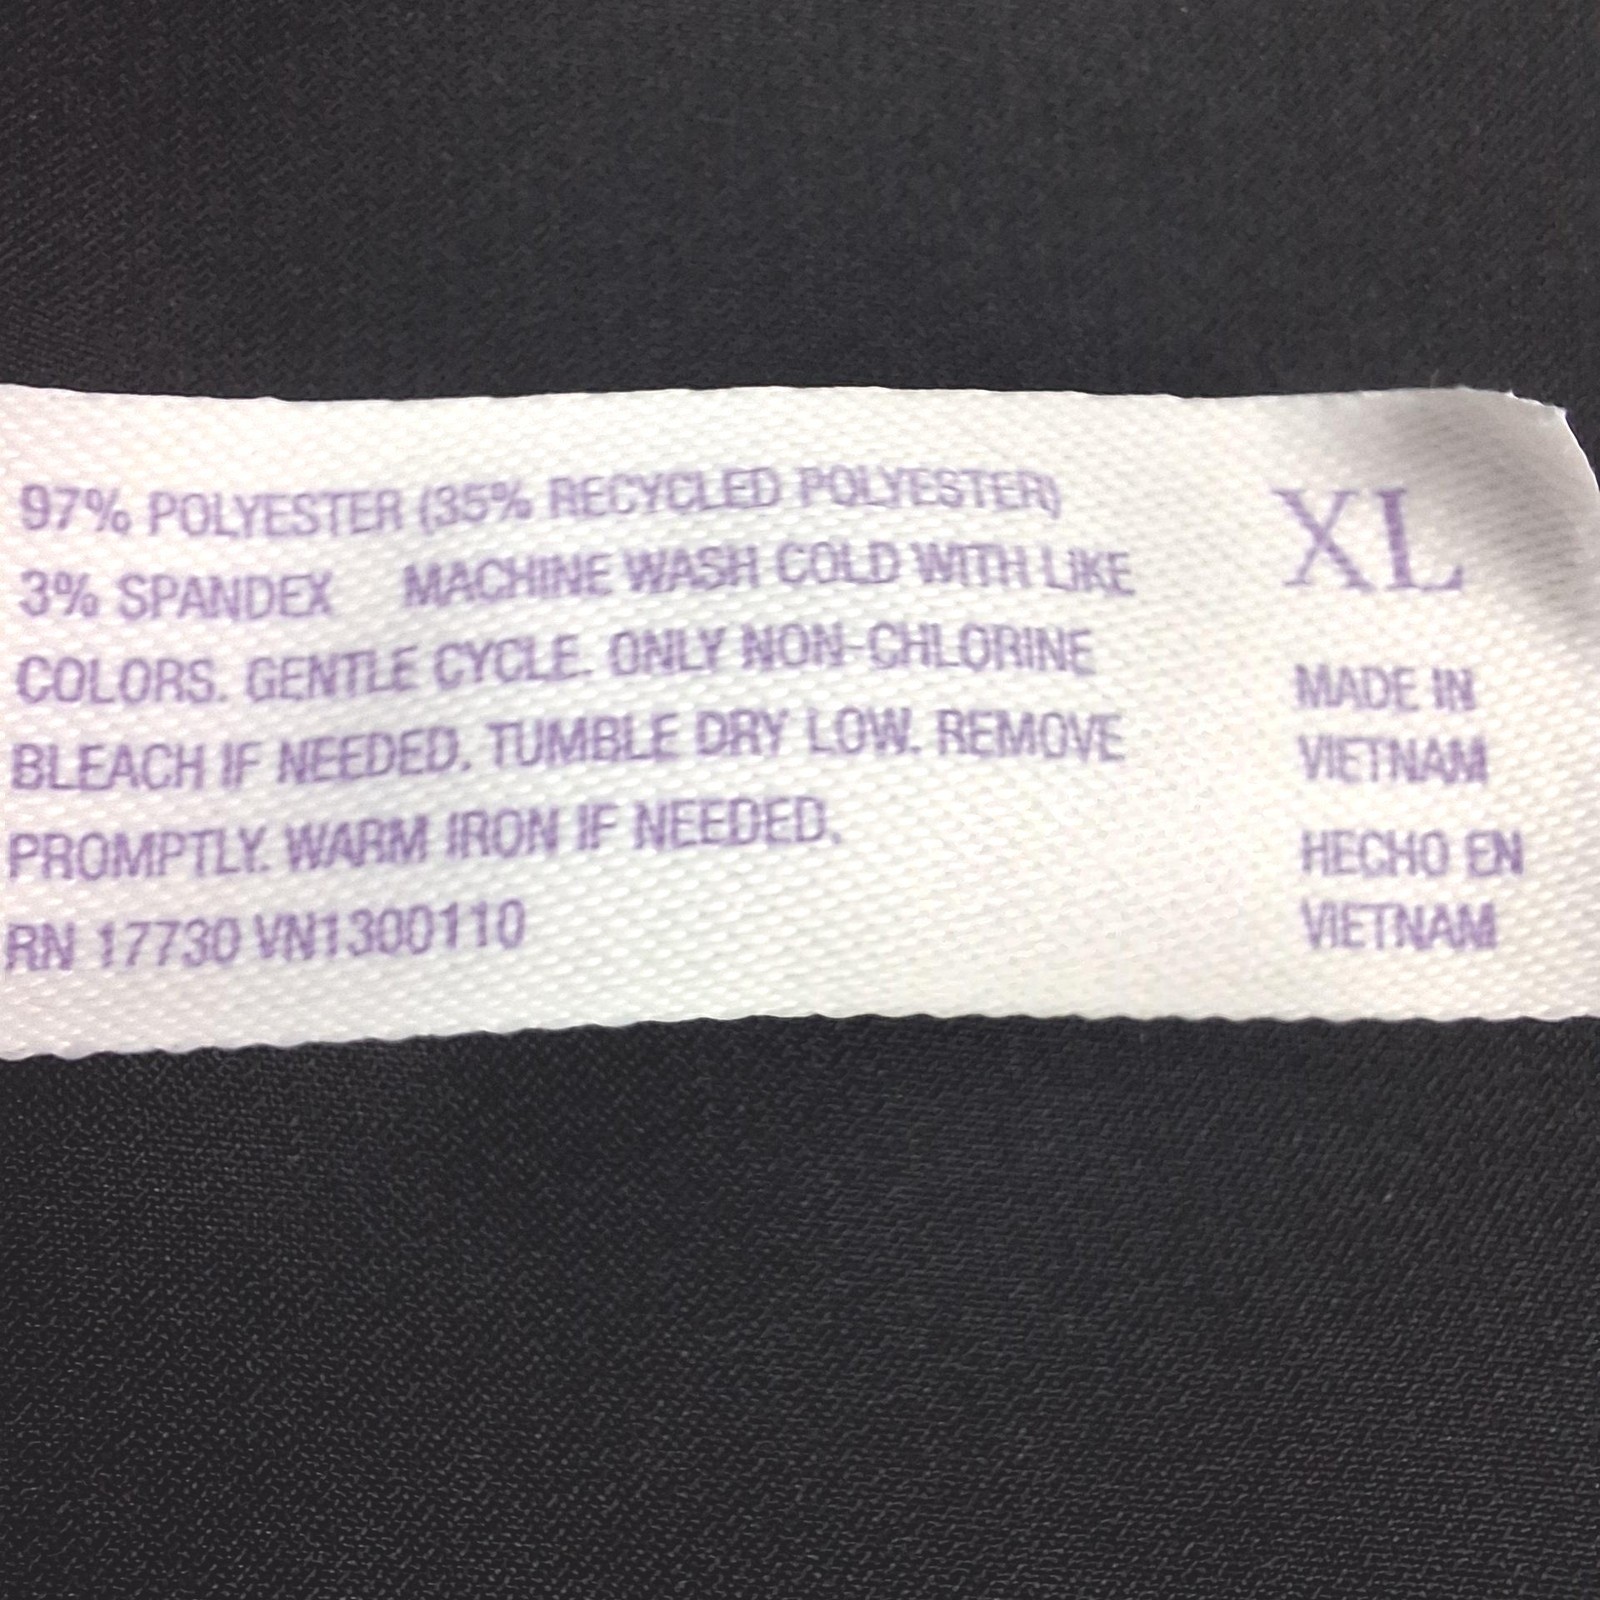 97% POLYESTER (35% RECYCLED POLYESTER)
3% SPANDEX MACHINE WASH COLD WITH LIKE
COLORS. GENTLE CYCLE. ONLY NON-CHLORINE
BLEACH IF NEEDED. TUMBLE DRY LOW. REMOVE
PROMPTLY. WARM IRON IF NEEDED.
RN 17730 VN1300110
XL
MADE IN
VIETNAM
HECHO EN
VIETNAM